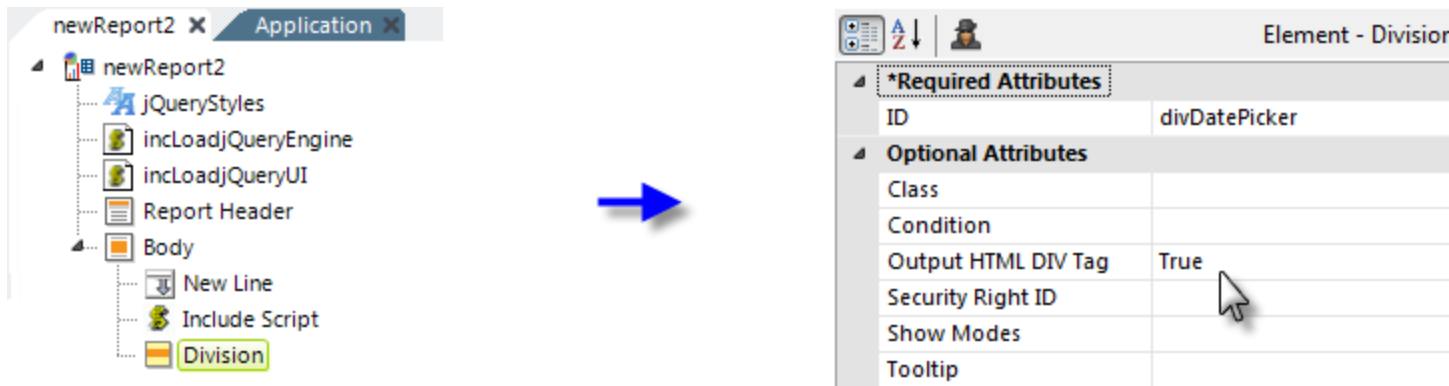 newReport2 Application
newReport2
jQueryStyles
incLoadjQueryEngine
incLoadjQueryUI
Report Header
Body
New Line
Include Script
Division
A
Z
Element - Division
*Required Attributes
ID divDatePicker
Optional Attributes
Class
Condition
Output HTML DIV Tag True
Security Right ID
Show Modes
Tooltip